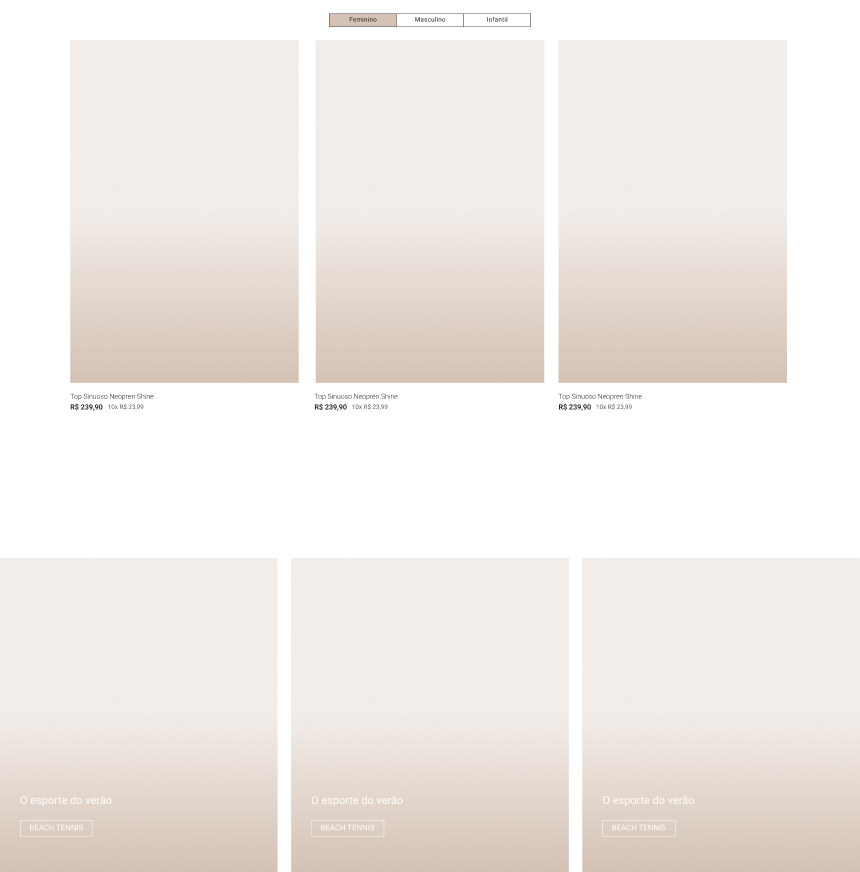 Feminino Masculino Infantil
Top Sinuoso Neopren Shine
R$ 239,90 10x R$ 23,99
Top Sinuoso Neopren Shine
R$ 239,90 10x R$ 23,99
Top Sinuoso Neopren Shine
R$ 239,90 10x R$ 23,99
O esporte do verão
BEACH TENNIS
O esporte do verão
BEACH TENNIS
O esporte do verão
BEACH TENNIS